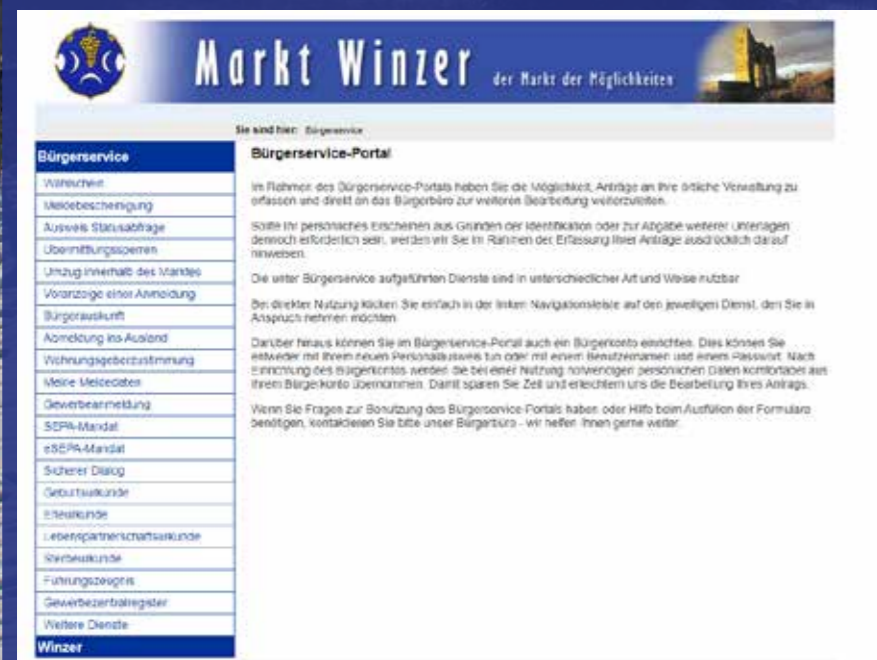 Markt Winzer der Markt der Möglichkeiten
Sie sind hier: Bürgerservice
Bürgerservice
Wahlschein
Meldebescheinigung
Ausweis Statusabfrage
Übermittlungssperren
Umzug innerhalb des Marktes
Voranzeige einer Anmeldung
Bürgerauskunft
Abmeldung ins Ausland
Wohnungsgeberzustimmung
Meine Meldedaten
Gewerbeanmeldung
SEPA-Mandat
eSEPA-Mandat
Sicherer Dialog
Geburtsurkunde
Eheurkunde
Lebenspartnerschaftsurkunde
Sterbeurkunde
Führungszeugnis
Gewerbezentralregister
Weitere Dienste
Winzer
Bürgerservice-Portal
Im Rahmen des Bürgerservice-Portals haben Sie die Möglichkeit, Anträge an Ihre örtliche Verwaltung zu
erfassen und direkt an das Bürgerbüro zur weiteren Bearbeitung weiterzuleiten.
Sollte Ihr persönliches Erscheinen aus Gründen der Identifikation oder zur Abgabe weiterer Unterlagen
dennoch erforderlich sein, werden wir Sie im Rahmen der Erfassung Ihrer Anträge ausdrücklich darauf
hinweisen.
Die unter Bürgerservice aufgeführten Dienste sind in unterschiedlicher Art und Weise nutzbar
Bei direkter Nutzung klicken Sie einfach in der linken Navigationsleiste auf den jeweiligen Dienst, den Sie in
Anspruch nehmen möchten.
Darüber hinaus können Sie im Bürgerservice-Portal auch ein Bürgerkonto einrichten. Dies können Sie
entweder mit Ihrem neuen Personalausweis tun oder mit einem Benutzernamen und einem Passwort. Nach
Einrichtung des Bürgerkontos werden die bei einer Nutzung notwendigen persönlichen Daten komfortabel aus
Ihrem Bürgerkonto übernommen. Damit sparen Sie Zeit und erleichtern uns die Bearbeitung Ihres Antrags.
Wenn Sie Fragen zur Benutzung des Bürgerservice-Portals haben oder Hilfe beim Ausfüllen der Formulare
benötigen, kontaktieren Sie bitte unser Bürgerbüro - wir helfen Ihnen gerne weiter.